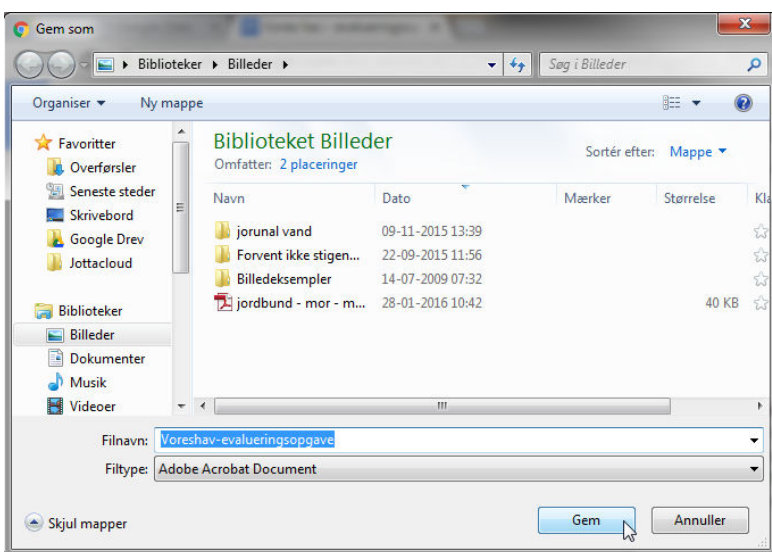 Gem som
Biblioteker ▸ Billeder ▸
Søg i Billeder
Organiser
Ny mappe
Favoritter
Overførsler
Seneste steder
Skrivebord
Google Drev
Jottacloud
Biblioteker
Billeder
Dokumenter
Musik
Videoer
Biblioteket Billeder
Omfatter: 2 placeringer
Sortér efter: Mappe
Navn Dato Mærker Størrelse Kla
jorunal vand 09-11-2015 13:39
Forvent ikke stigen... 22-09-2015 11:56
Billedeksempler 14-07-2009 07:32
jordbund - mor - m... 28-01-2016 10:42 40 KB
Filnavn: Voreshav-evalueringsopgave
Filtype: Adobe Acrobat Document
Skjul mapper
Gem
Annuller